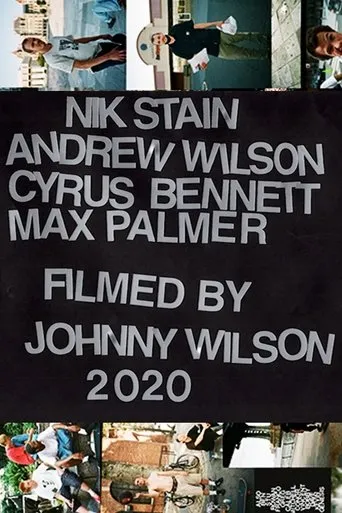 NIK STAIN
ANDREW WILSON
CYRUS BENNETT
MAX PALMER
FILMED BY
JOHNNY WILSON
2020